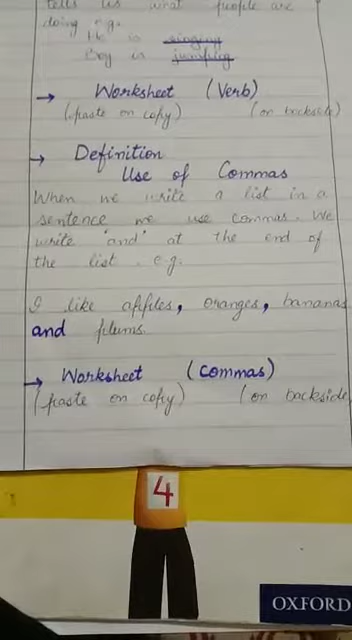 tells us what people are
doing e.g.
He is singing
Boy is jumping
→ Worksheet (Verb)
(paste on copy) (on backside)
→ Definition
Use of Commas
When we write a list in a
sentence we use commas. We
write 'and' at the end of
the list. e.g.
I like apples, oranges, bananas
and plums.
→ Worksheet (Commas)
(paste on copy) (on backside
4
OXFORD